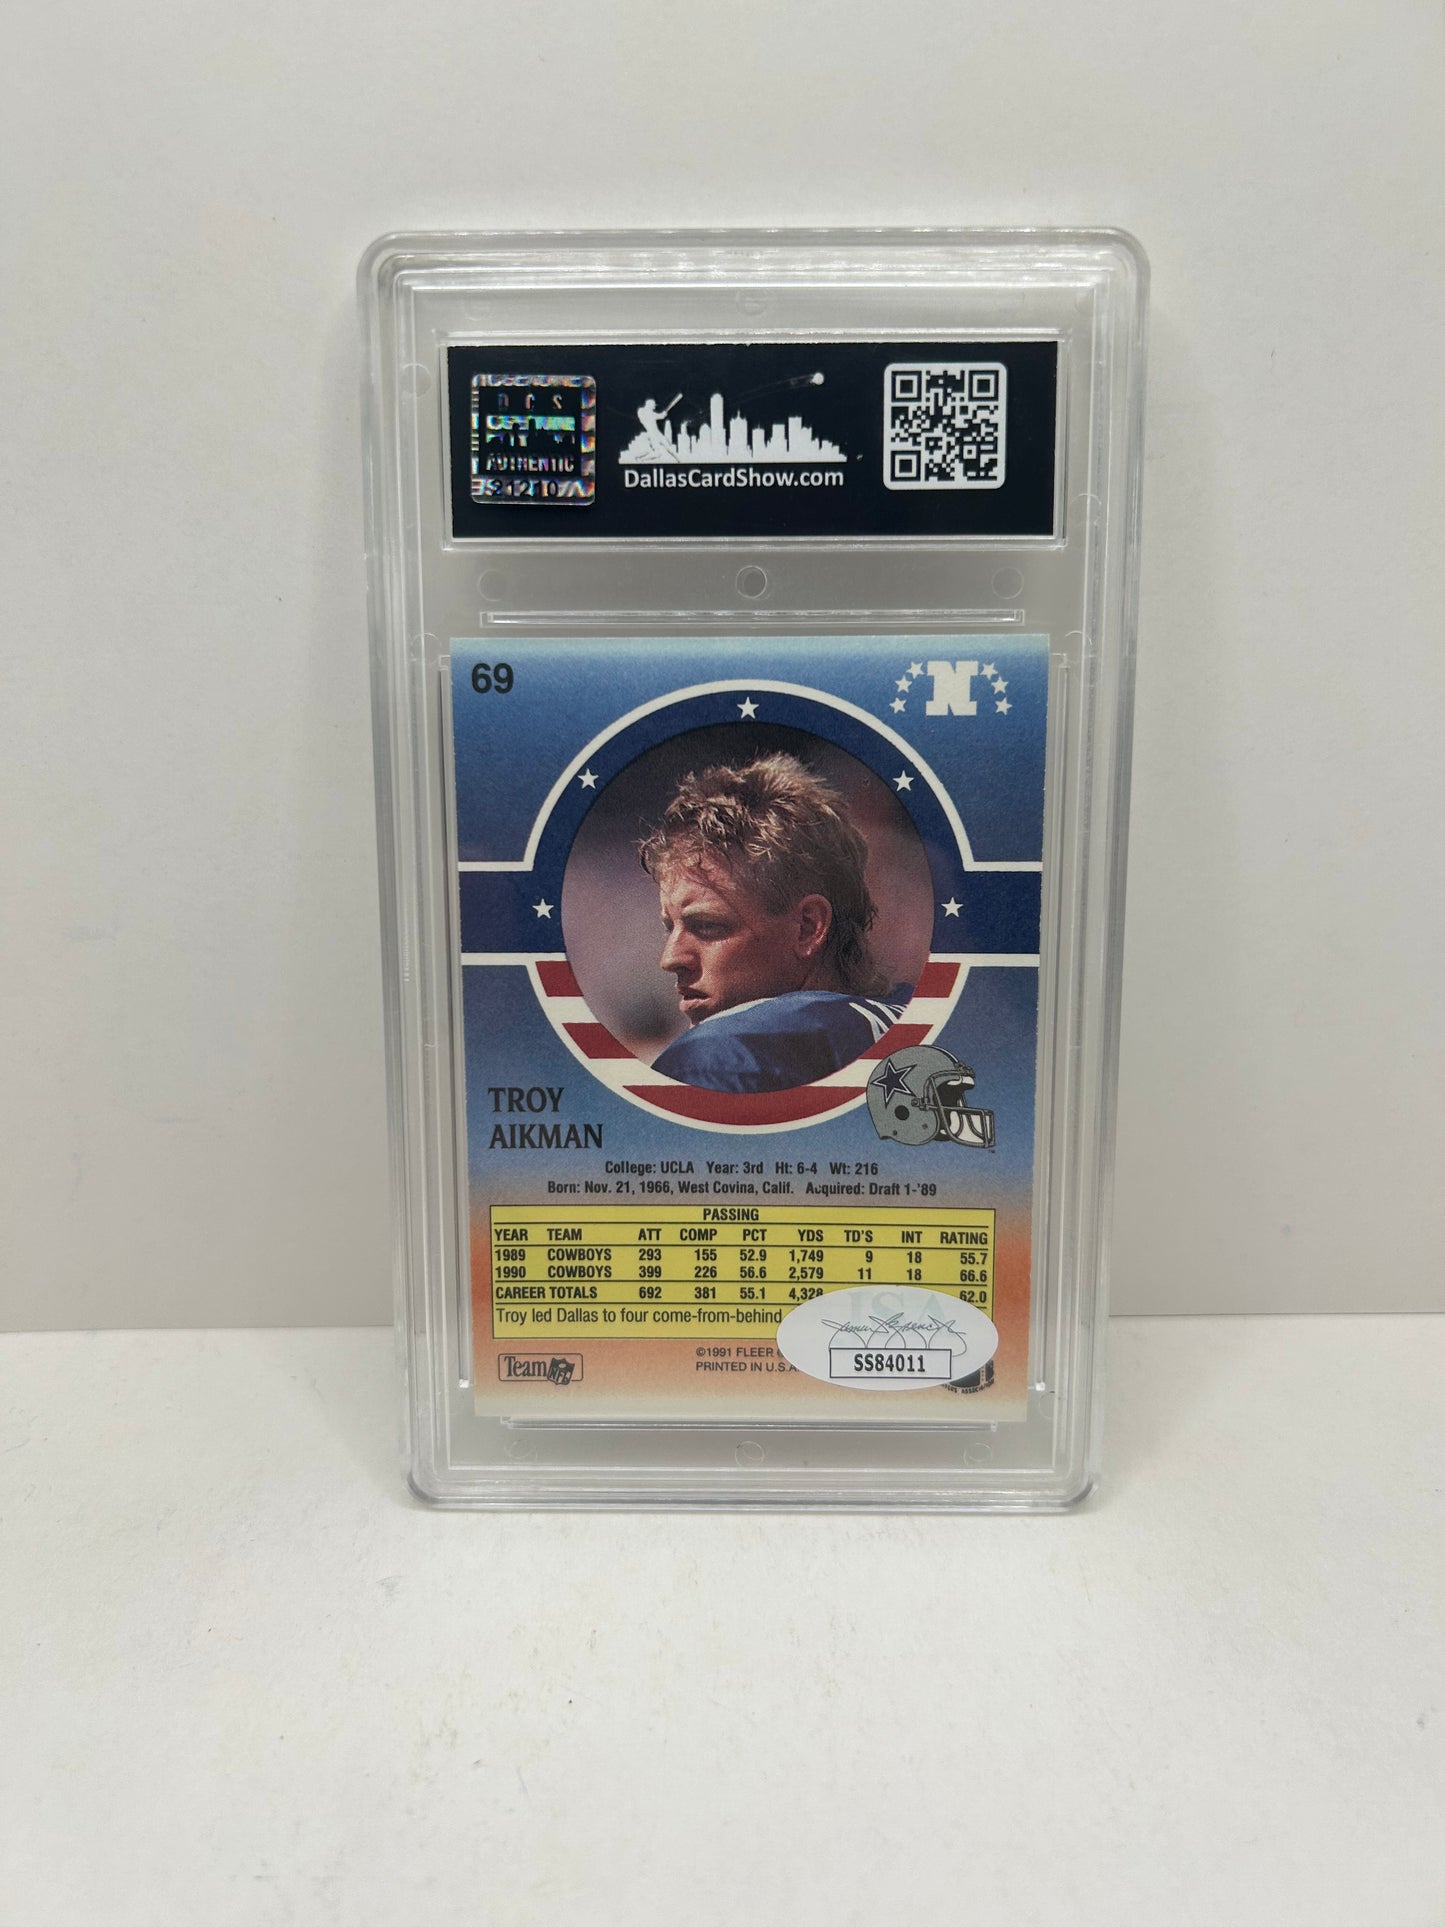 DCS
AUTHENTIC
21210
DallasCardShow.com
69
N
TROY
AIKMAN
College: UCLA Year: 3rd Ht: 6-4 Wt: 216
Born: Nov. 21, 1966, West Covina, Calif. Acquired: Draft 1-'89
PASSING
YEAR TEAM ATT COMP PCT YDS TD'S INT RATING
1989 COWBOYS 293 155 52.9 1,749 9 18 55.7
1990 COWBOYS 399 226 56.6 2,579 11 18 66.6
CAREER TOTALS 692 381 55.1 4,328 62.0
Troy led Dallas to four come-from-behind
JSA
SS84011
Team NFL
©1991 FLEER
PRINTED IN U.S.A.